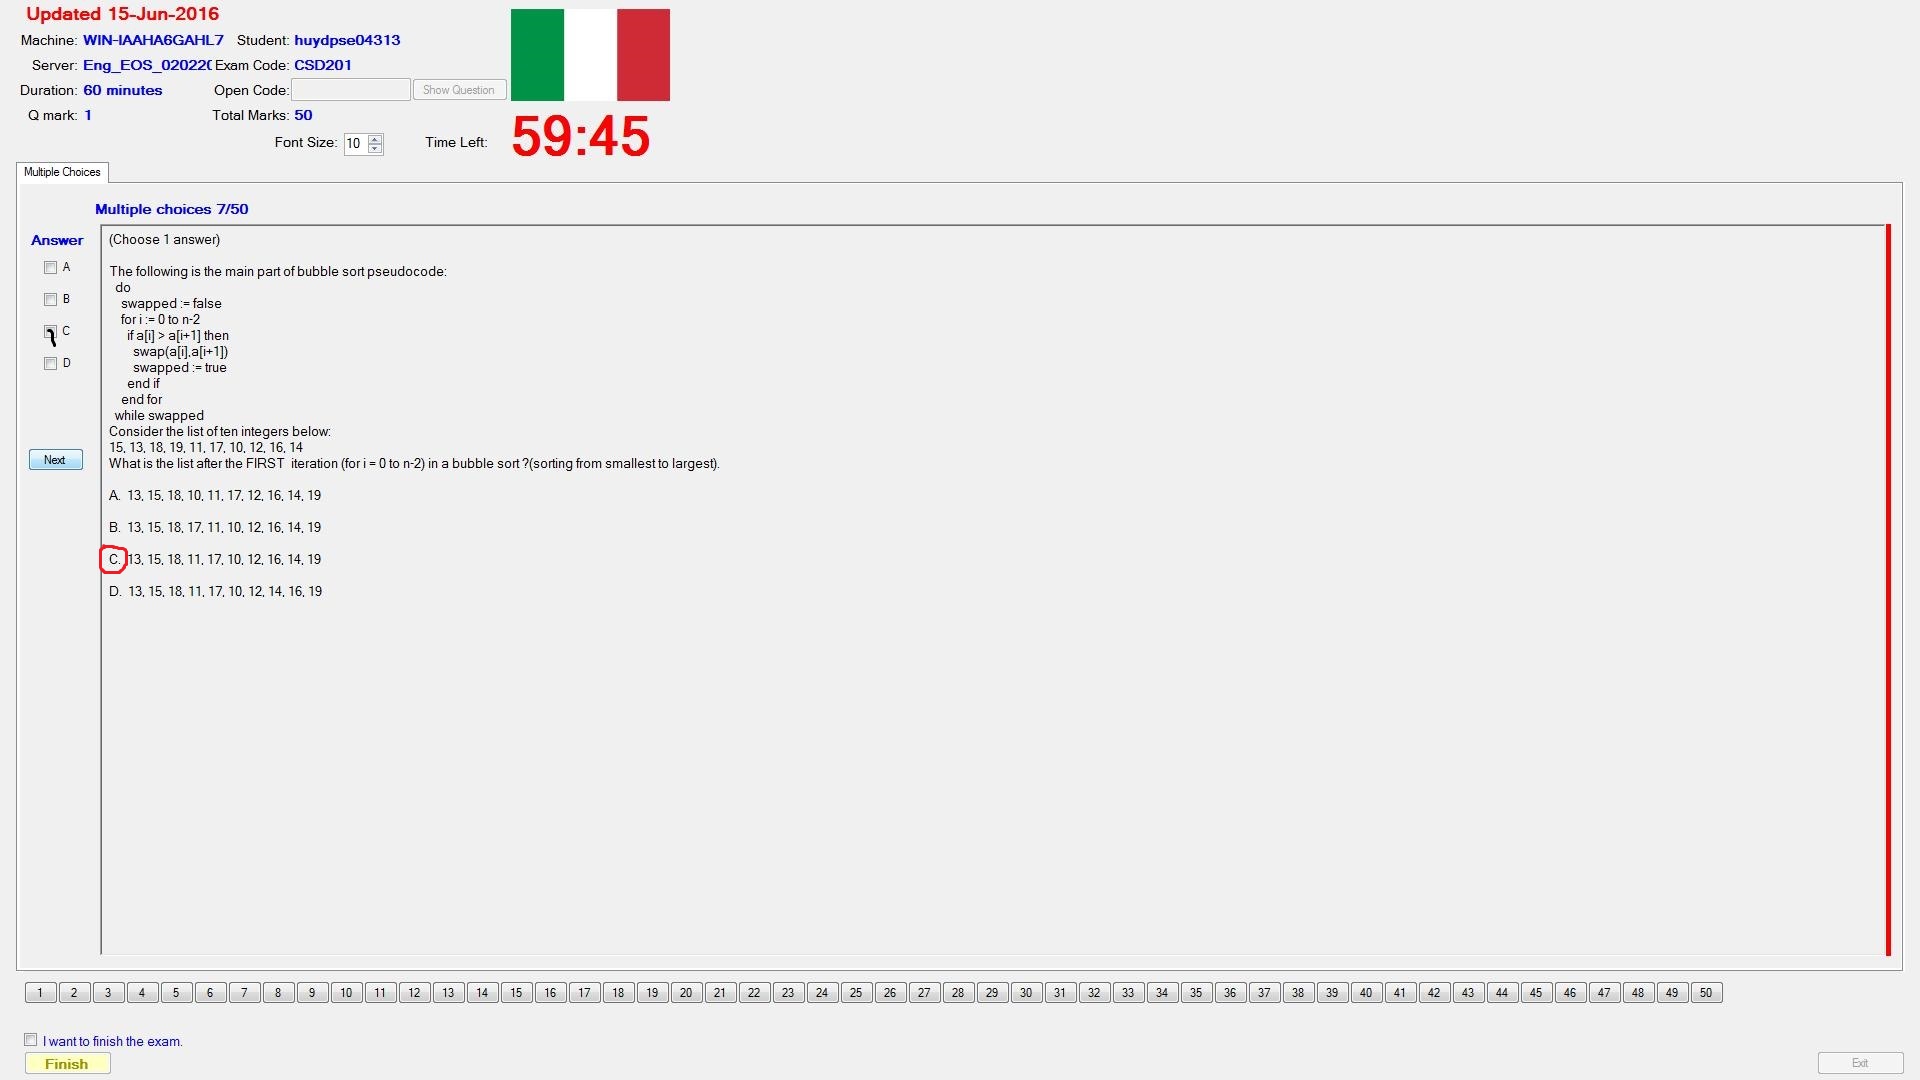 Updated 15-Jun-2016
Machine: WIN-IAAHA6GAHL7 Student: huydpse04313
Server: Eng_EOS_02022 Exam Code: CSD201
Duration: 60 minutes Open Code: Show Question
Q mark: 1 Total Marks: 50
Font Size: 10 Time Left: 59:45
Multiple Choices
Multiple choices 7/50
Answer
A
B
C
D
Next
(Choose 1 answer)
The following is the main part of bubble sort pseudocode:
do
swapped := false
for i := 0 to n-2
if a[i] > a[i+1] then
swap(a[i],a[i+1])
swapped := true
end if
end for
while swapped
Consider the list of ten integers below:
15, 13, 18, 19, 11, 17, 10, 12, 16, 14
What is the list after the FIRST iteration (for i = 0 to n-2) in a bubble sort ?(sorting from smallest to largest).
A. 13, 15, 18, 10, 11, 17, 12, 16, 14, 19
B. 13, 15, 18, 17, 11, 10, 12, 16, 14, 19
C. 13, 15, 18, 11, 17, 10, 12, 16, 14, 19
D. 13, 15, 18, 11, 17, 10, 12, 14, 16, 19
1 2 3 4 5 6 7 8 9 10 11 12 13 14 15 16 17 18 19 20 21 22 23 24 25 26 27 28 29 30 31 32 33 34 35 36 37 38 39 40 41 42 43 44 45 46 47 48 49 50
I want to finish the exam.
Finish
Exit